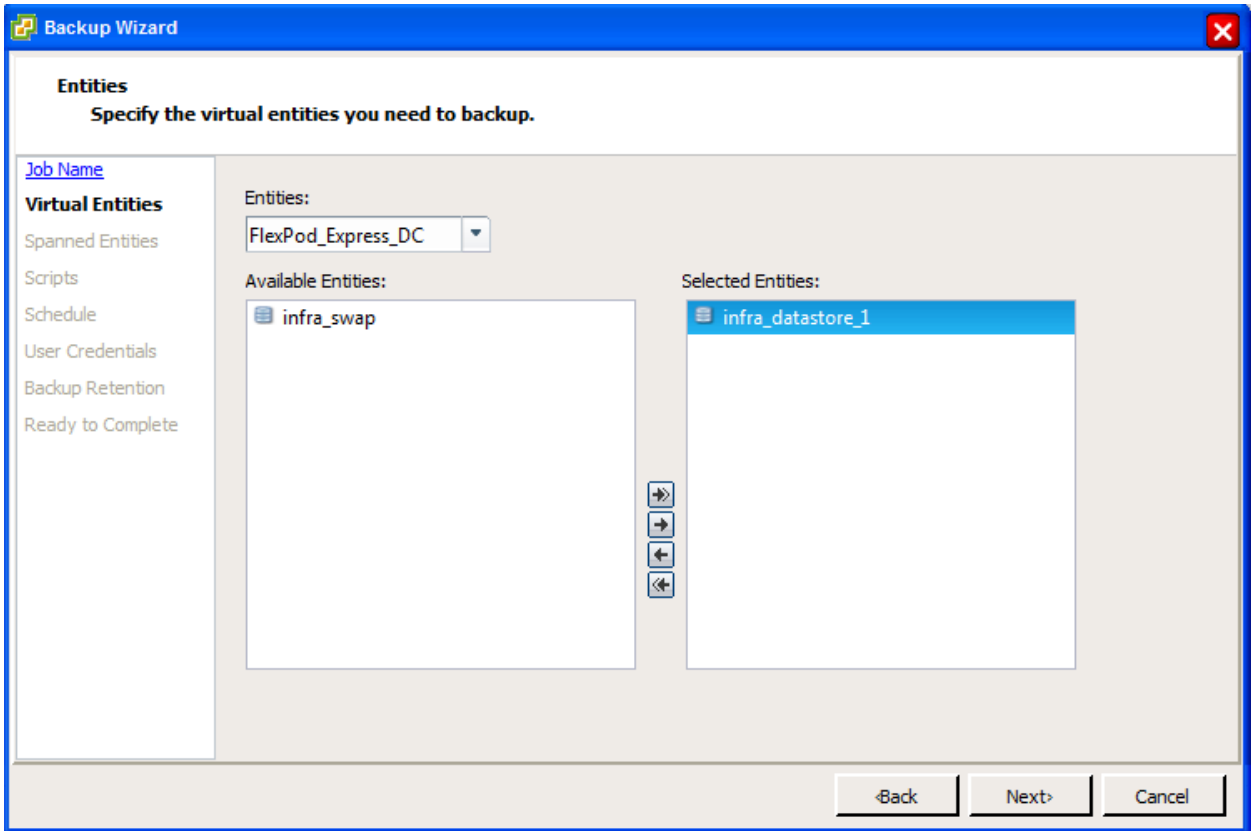 Backup Wizard
Entities
Specify the virtual entities you need to backup.
Job Name
Virtual Entities
Spanned Entities
Scripts
Schedule
User Credentials
Backup Retention
Ready to Complete
Entities:
FlexPod_Express_DC
Available Entities:
infra_swap
Selected Entities:
infra_datastore_1
‹Back
Next›
Cancel